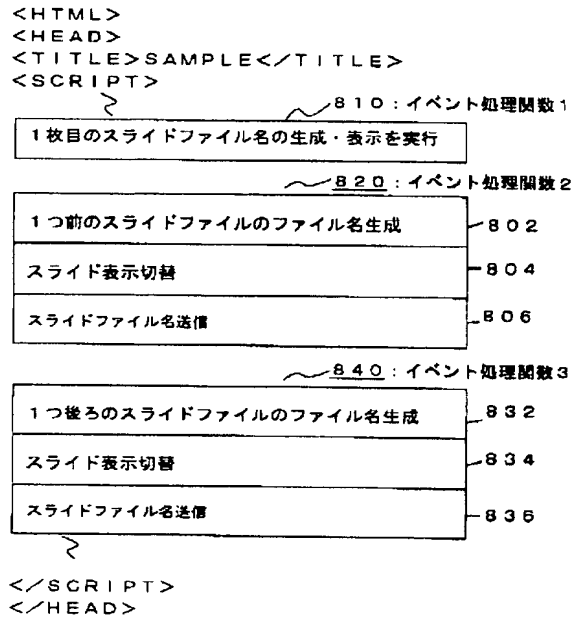 <HTML>
<HEAD>
<TITLE>SAMPLE</TITLE>
<SCRIPT>
810:イベント処理関数1
1枚目のスライドファイル名の生成・表示を実行
820:イベント処理関数2
1つ前のスライドファイルのファイル名生成 802
スライド表示切替 804
スライドファイル名送信 806
840:イベント処理関数3
1つ後ろのスライドファイルのファイル名生成 832
スライド表示切替 834
スライドファイル名送信 836
</SCRIPT>
</HEAD>